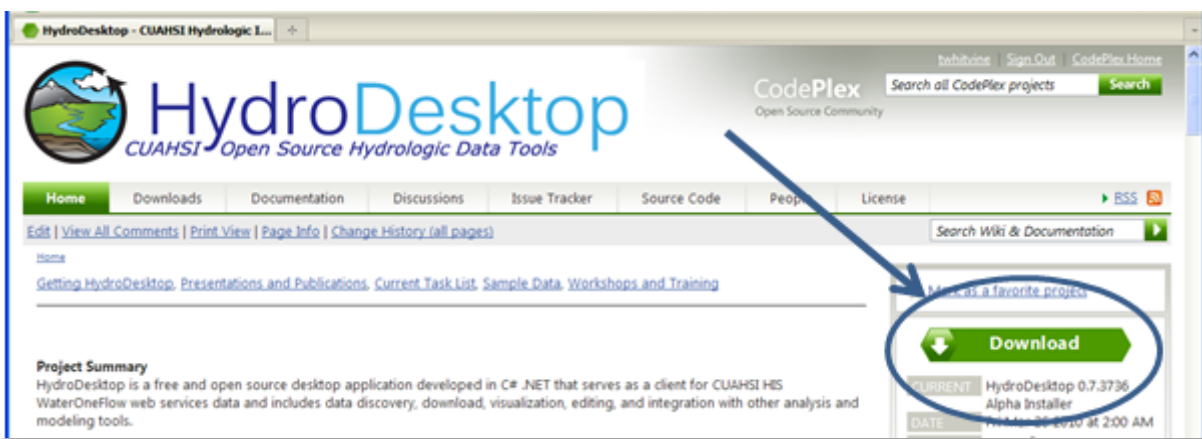 HydroDesktop - CUAHSI Hydrologic I...
twhitvine | Sign Out | CodePlex Home
CodePlex
Open Source Community
Search all CodePlex projects Search
HydroDesktop
CUAHSI Open Source Hydrologic Data Tools
Home Downloads Documentation Discussions Issue Tracker Source Code People License RSS
Edit | View All Comments | Print View | Page Info | Change History (all pages)
Search Wiki & Documentation
Home
Getting HydroDesktop, Presentations and Publications, Current Task List, Sample Data, Workshops and Training
Mark as a favorite project
Download
Project Summary
HydroDesktop is a free and open source desktop application developed in C# .NET that serves as a client for CUAHSI HIS
WaterOneFlow web services data and includes data discovery, download, visualization, editing, and integration with other analysis and
modeling tools.
CURRENT HydroDesktop 0.7.3736
Alpha Installer
DATE Fri Mar 26 2010 at 2:00 AM